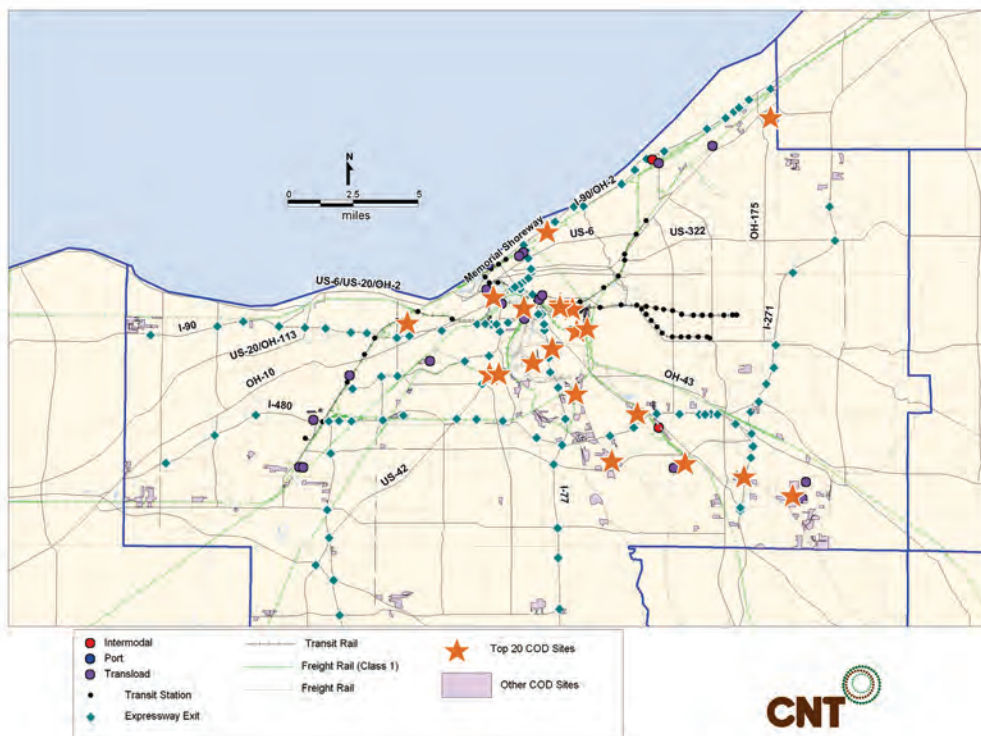 N
0 2.5 5
miles
I-90/OH-2
OH-175
Memorial-Shoreway
US-6
US-322
US-6/US-20/OH-2
I-90
I-271
US-20/OH-113
OH-10
OH-43
I-480
US-42
I-77
Intermodal
Port
Transload
Transit Station
Expressway Exit
Transit Rail
Freight Rail (Class 1)
Freight Rail
Top 20 COD Sites
Other COD Sites
CNT